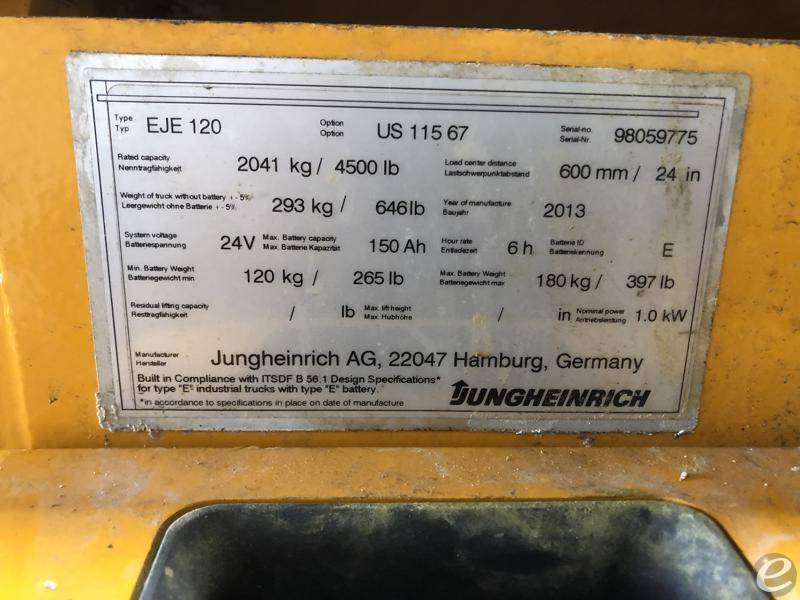 Type EJE 120 Option US 115 67 Serial-no. 98059775
Typ Option Serial-Nr.
Rated capacity 2041 kg / 4500 lb Load center distance 600 mm / 24 in
Nenntragfähigkeit Lastschwerpunktabstand
Weight of truck without battery + - 5% 293 kg / 646 lb Year of manufacture 2013
Leergewicht ohne Batterie + - 5% Baujahr
System voltage 24V Max. Battery capacity 150 Ah Hour rate 6 h Batterie ID E
Batteriespannung Max. Batterie Kapazität Entladezeit Batteriekennung
Min. Battery Weight 120 kg / 265 lb Max. Battery Weight 180 kg / 397 lb
Batteriegewicht min Batteriegewicht max
Residual lifting capacity / lb Max. lift height / in Nominal power 1.0 kW
Resttragfähigkeit Max. Hubhöhe Antriebsleistung
Manufacturer Jungheinrich AG, 22047 Hamburg, Germany
Hersteller
Built in Compliance with ITSDF B 56.1 Design Specifications*
for type "E" industrial trucks with type "E" battery.
*in accordance to specifications in place on date of manufacture
JUNGHEINRICH
e